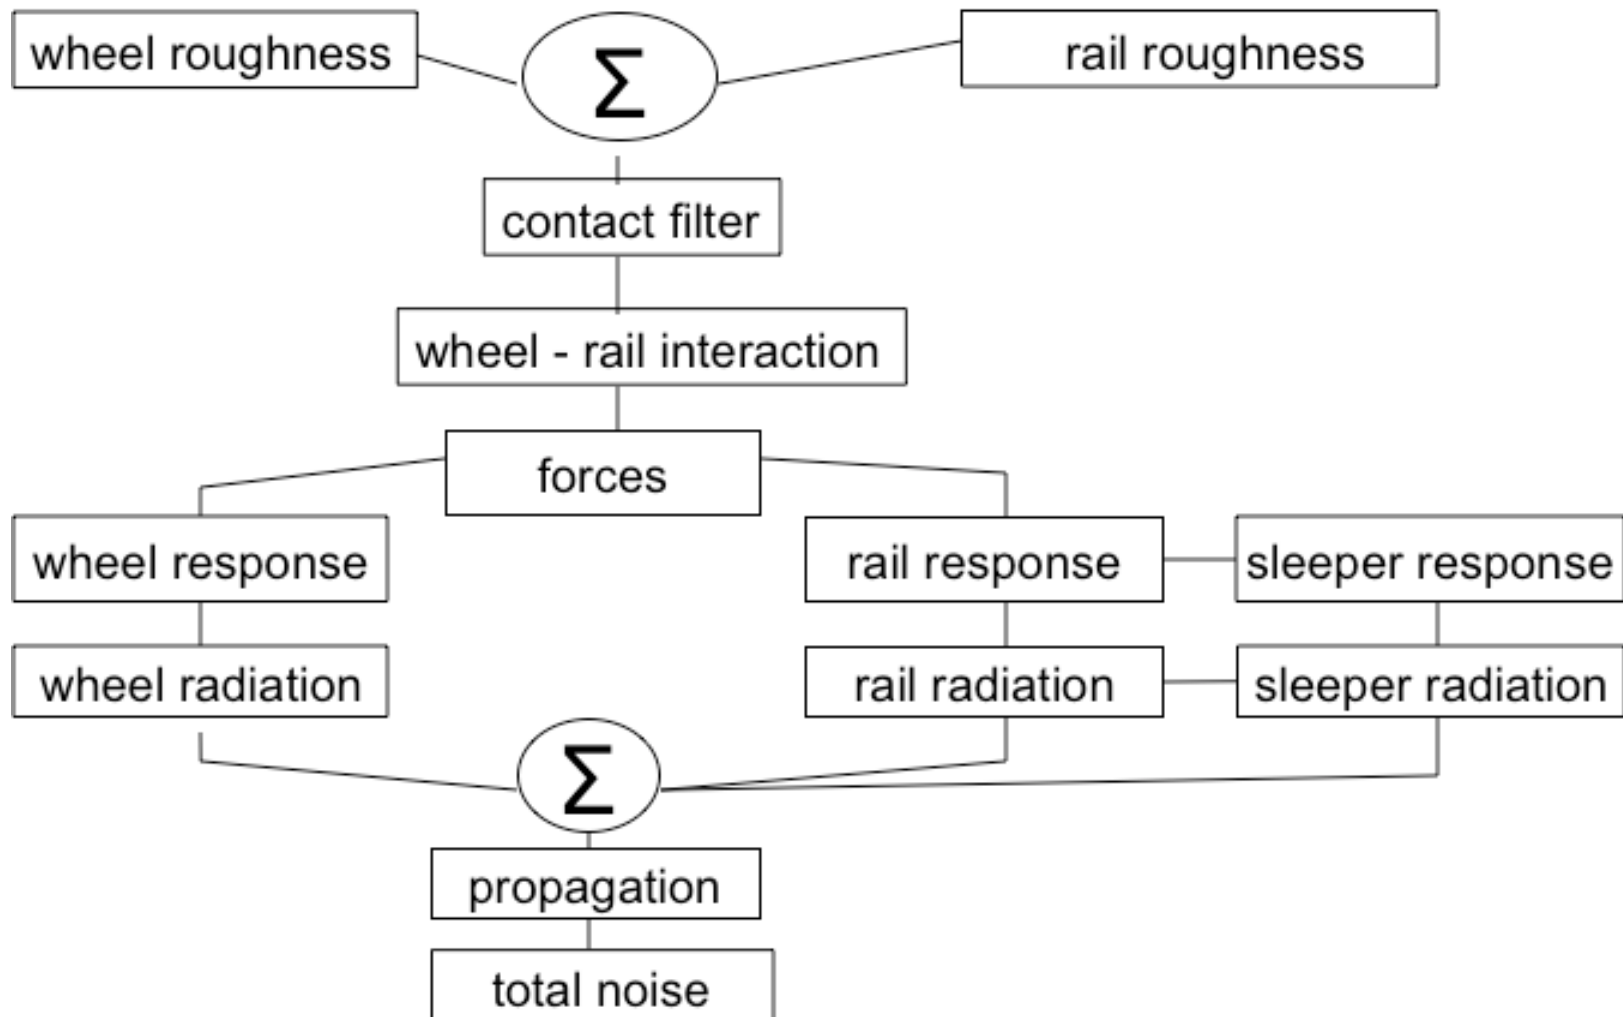 wheel roughness
Σ
rail roughness
contact filter
wheel - rail interaction
forces
wheel response
rail response
sleeper response
wheel radiation
rail radiation
sleeper radiation
Σ
propagation
total noise